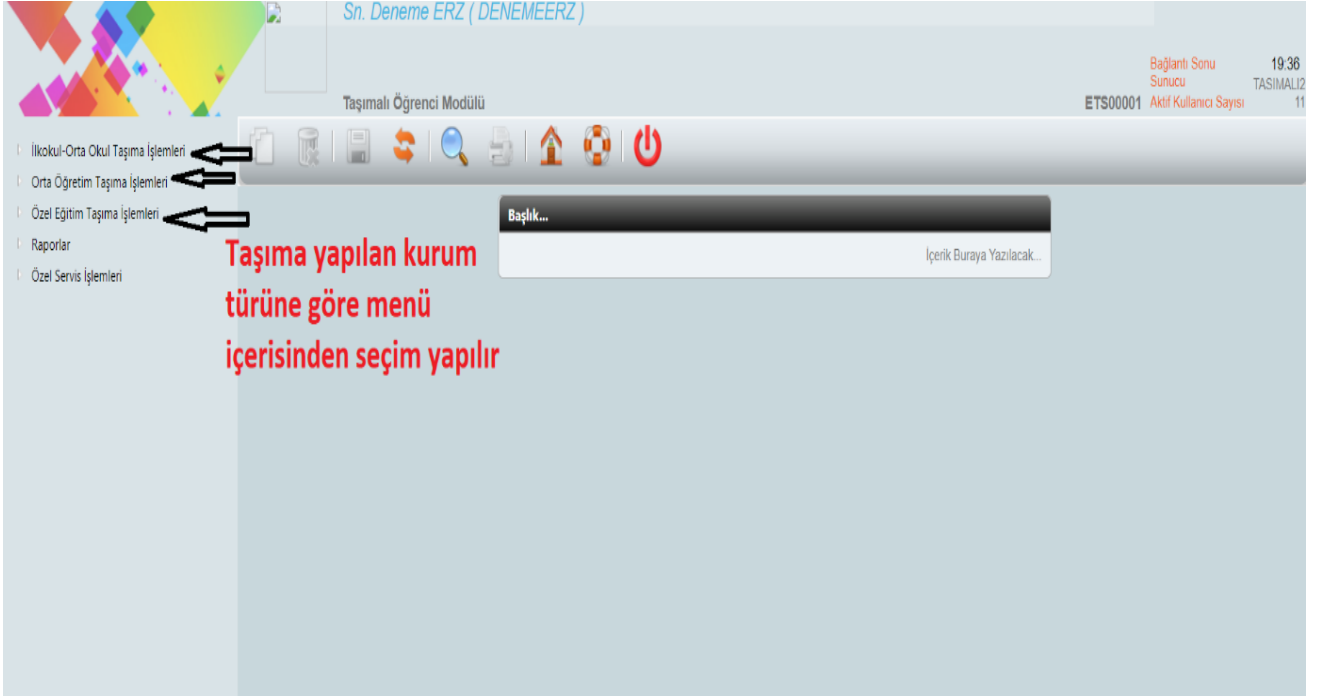 Sn. Deneme ERZ ( DENEMEERZ )
Bağlantı Sonu 19:36
Sunucu TASIMALI2
Taşımalı Öğrenci Modülü
ETS00001 Aktif Kullanıcı Sayısı 11
İlkokul-Orta Okul Taşıma İşlemleri
Orta Öğretim Taşıma İşlemleri
Özel Eğitim Taşıma İşlemleri
Raporlar
Özel Servis İşlemleri
Başlık...
İçerik Buraya Yazılacak...
Taşıma yapılan kurum
türüne göre menü
içerisinden seçim yapılır